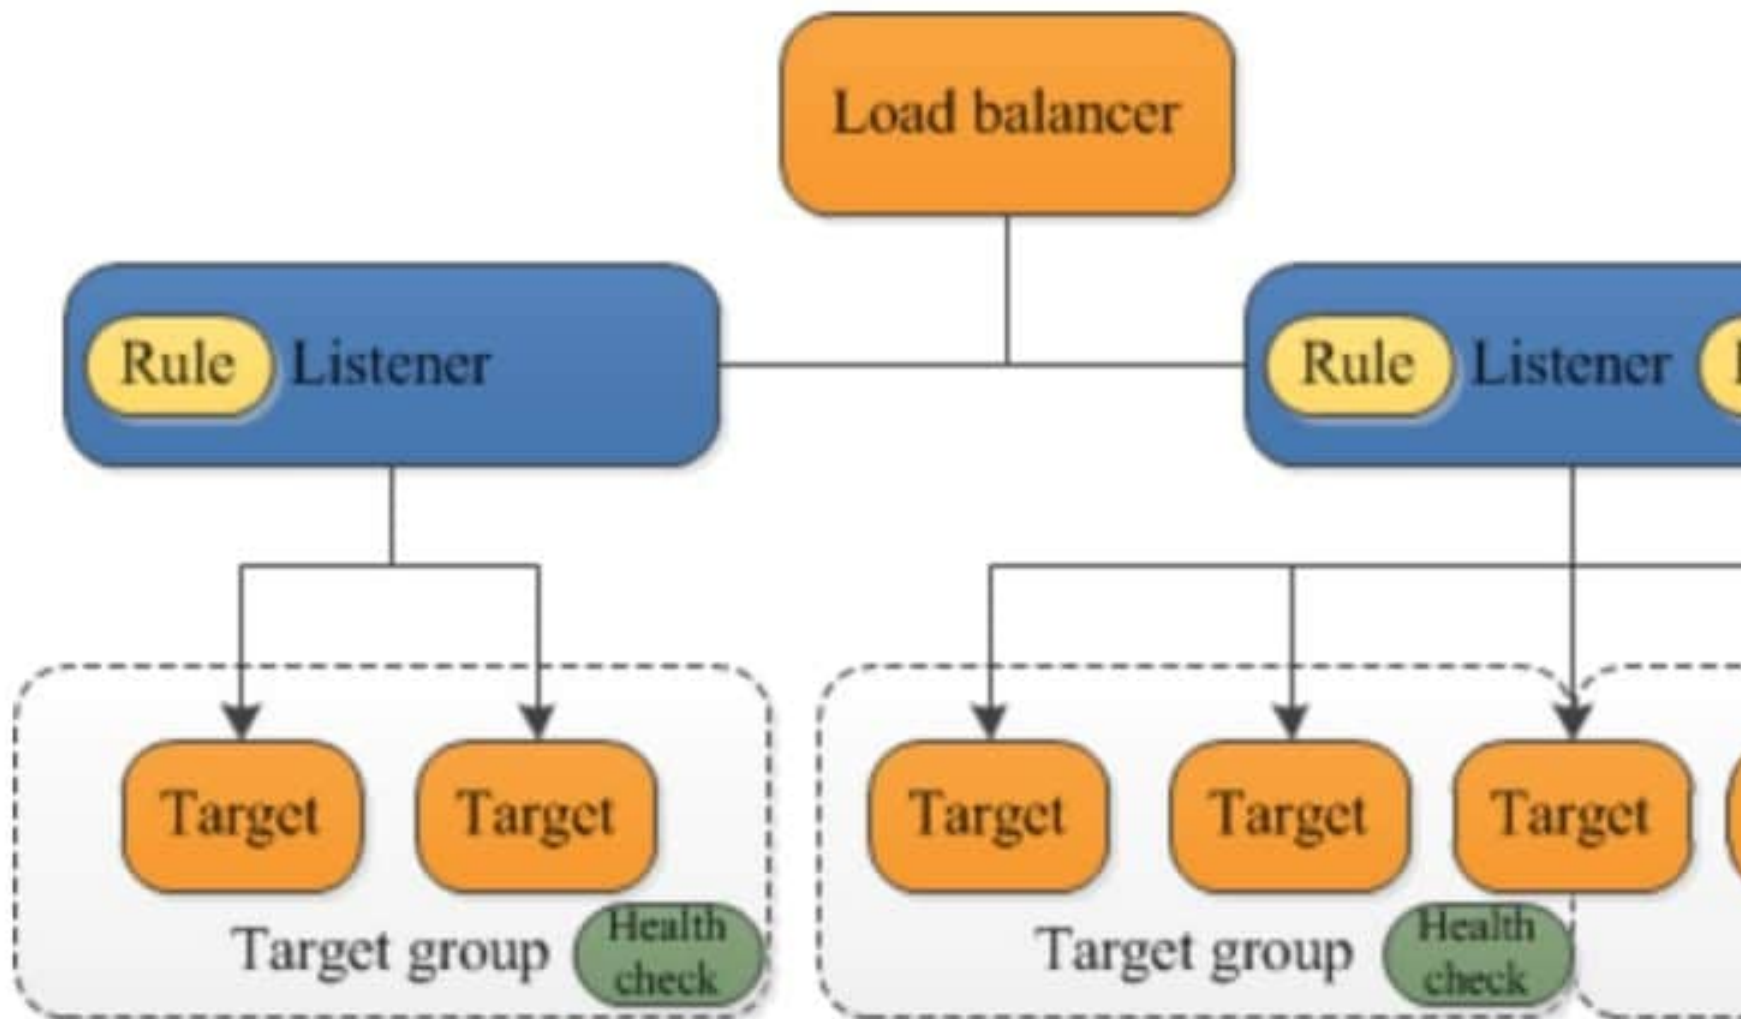 Load balancer
Rule Listener
Rule Listener
Target
Target
Target
Target
Target
Target group
Health
check
Target group
Health
check